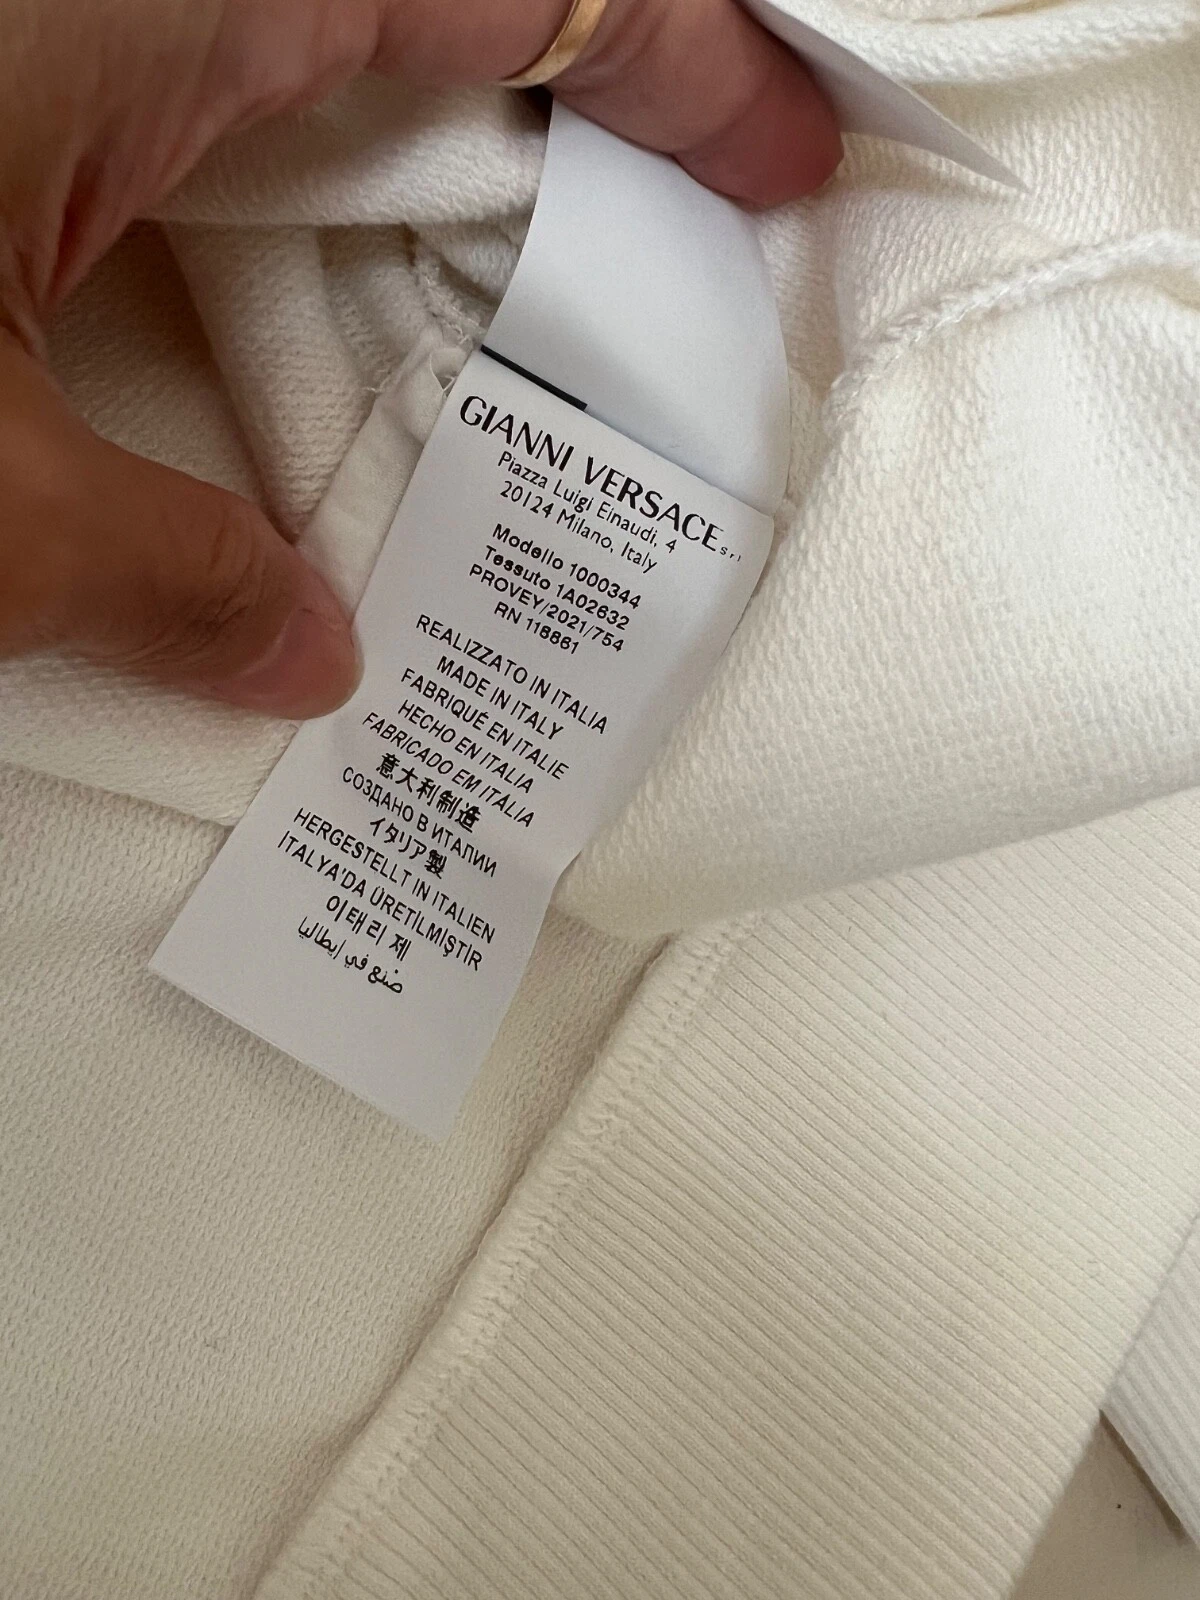 GIANNI VERSACE s.r.l
Piazza Luigi Einaudi, 4
20124 Milano, Italy
Modello 1000344
Tessuto 1A02632
PROVEY/2021/754
RN 118861
REALIZZATO IN ITALIA
MADE IN ITALY
FABRIQUÉ EN ITALIE
HECHO EN ITALIA
FABRICADO EM ITÁLIA
意大利制造
СОЗДАНО В ИТАЛИИ
イタリア製
HERGESTELLT IN ITALIEN
İTALYA'DA ÜRETİLMİŞTİR
이태리 제
صُنع في إيطاليا